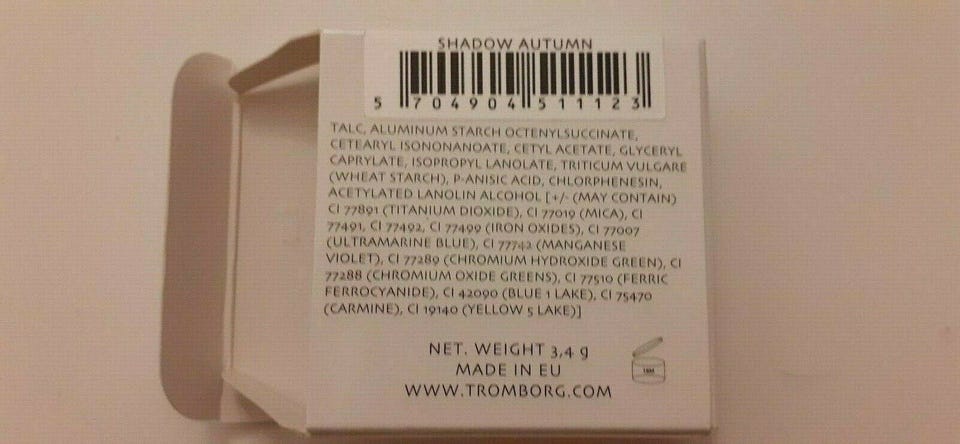 SHADOW AUTUMN
5 704904 511123
TALC, ALUMINUM STARCH OCTENYLSUCCINATE,
CETEARYL ISONONANOATE, CETYL ACETATE, GLYCERYL
CAPRYLATE, ISOPROPYL LANOLATE, TRITICUM VULGARE
(WHEAT STARCH), P-ANISIC ACID, CHLORPHENESIN,
ACETYLATED LANOLIN ALCOHOL [+/- (MAY CONTAIN)
CI 77891 (TITANIUM DIOXIDE), CI 77019 (MICA), CI
77491, CI 77492, CI 77499 (IRON OXIDES), CI 77007
(ULTRAMARINE BLUE), CI 77742 (MANGANESE
VIOLET), CI 77289 (CHROMIUM HYDROXIDE GREEN), CI
77288 (CHROMIUM OXIDE GREENS), CI 77510 (FERRIC
FERROCYANIDE), CI 42090 (BLUE 1 LAKE), CI 75470
(CARMINE), CI 19140 (YELLOW 5 LAKE)]
NET. WEIGHT 3,4 g
MADE IN EU
WWW.TROMBORG.COM